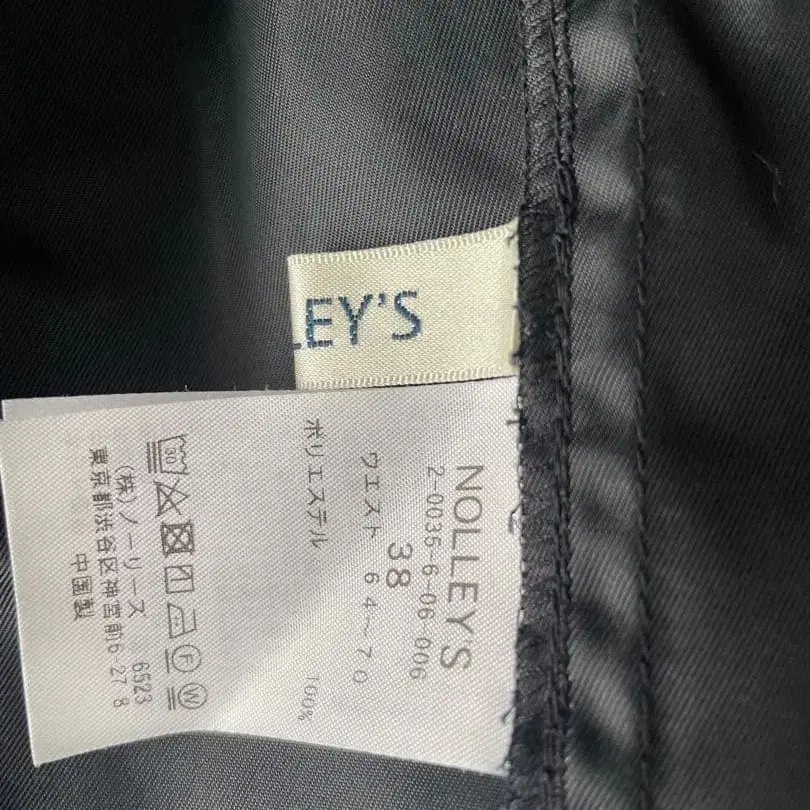 LEY'S
NOLLEY'S
2-0035-6-06 006
38
ウエスト 64～70
ポリエステル 100%
30 F W
(株)ノーリーズ 6523
東京都渋谷区神宮前6-27-8
中国製